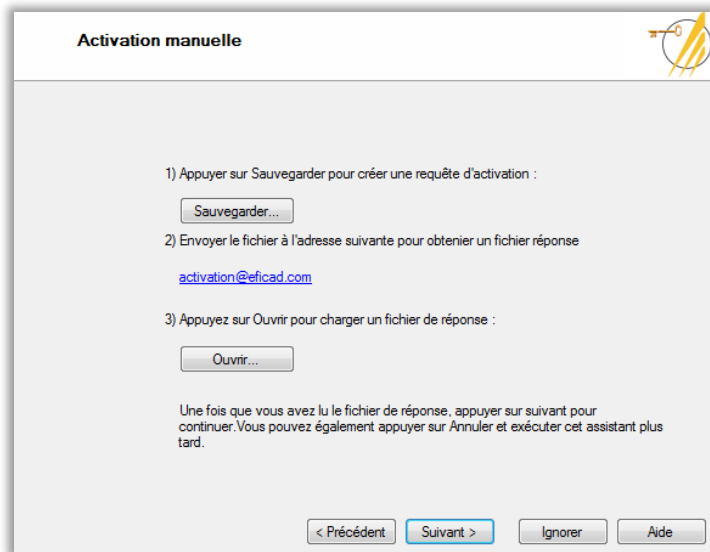 Activation manuelle
1) Appuyer sur Sauvegarder pour créer une requête d'activation :
Sauvegarder...
2) Envoyer le fichier à l'adresse suivante pour obtenier un fichier réponse
activation@eficad.com
3) Appuyez sur Ouvrir pour charger un fichier de réponse :
Ouvrir...
Une fois que vous avez lu le fichier de réponse, appuyer sur suivant pour
continuer.Vous pouvez également appuyer sur Annuler et exécuter cet assistant plus
tard.
< Précédent Suivant > Ignorer Aide